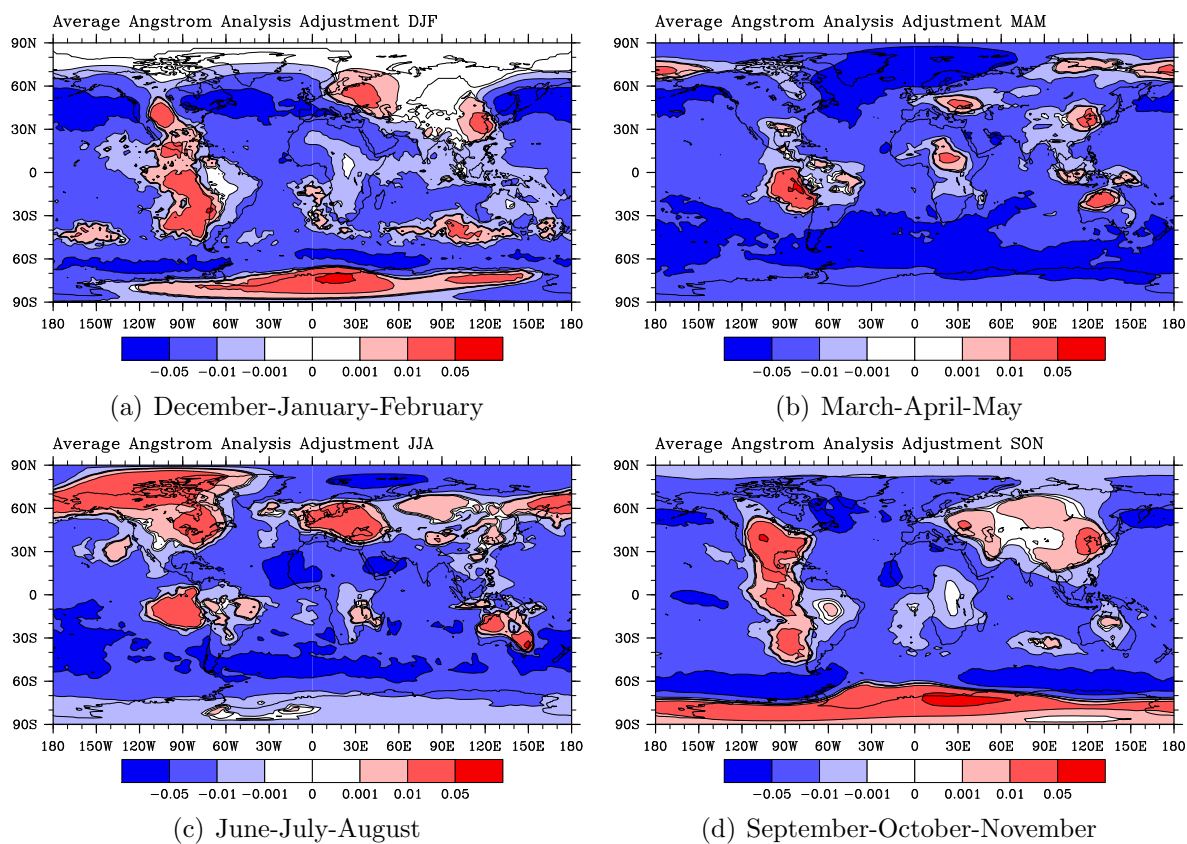 Average Angstrom Analysis Adjustment DJF
90N
60N
30N
0
30S
60S
90S
180 150W 120W 90W 60W 30W 0 30E 60E 90E 120E 150E 180
-0.05 -0.01 -0.001 0 0.001 0.01 0.05
(a) December-January-February
Average Angstrom Analysis Adjustment MAM
90N
60N
30N
0
30S
60S
90S
180 150W 120W 90W 60W 30W 0 30E 60E 90E 120E 150E 180
-0.05 -0.01 -0.001 0 0.001 0.01 0.05
(b) March-April-May
Average Angstrom Analysis Adjustment JJA
90N
60N
30N
0
30S
60S
90S
180 150W 120W 90W 60W 30W 0 30E 60E 90E 120E 150E 180
-0.05 -0.01 -0.001 0 0.001 0.01 0.05
(c) June-July-August
Average Angstrom Analysis Adjustment SON
90N
60N
30N
0
30S
60S
90S
180 150W 120W 90W 60W 30W 0 30E 60E 90E 120E 150E 180
-0.05 -0.01 -0.001 0 0.001 0.01 0.05
(d) September-October-November